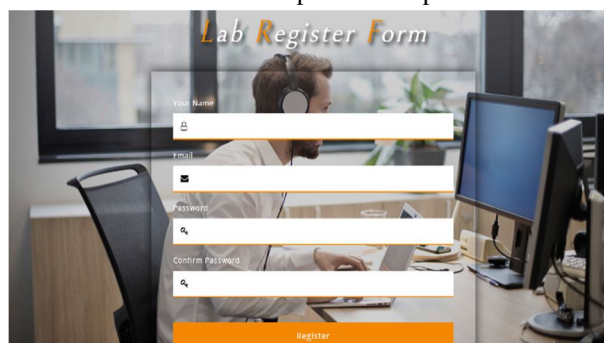 Lab Register Form
Your Name
Email
Password
Confirm Password
Register